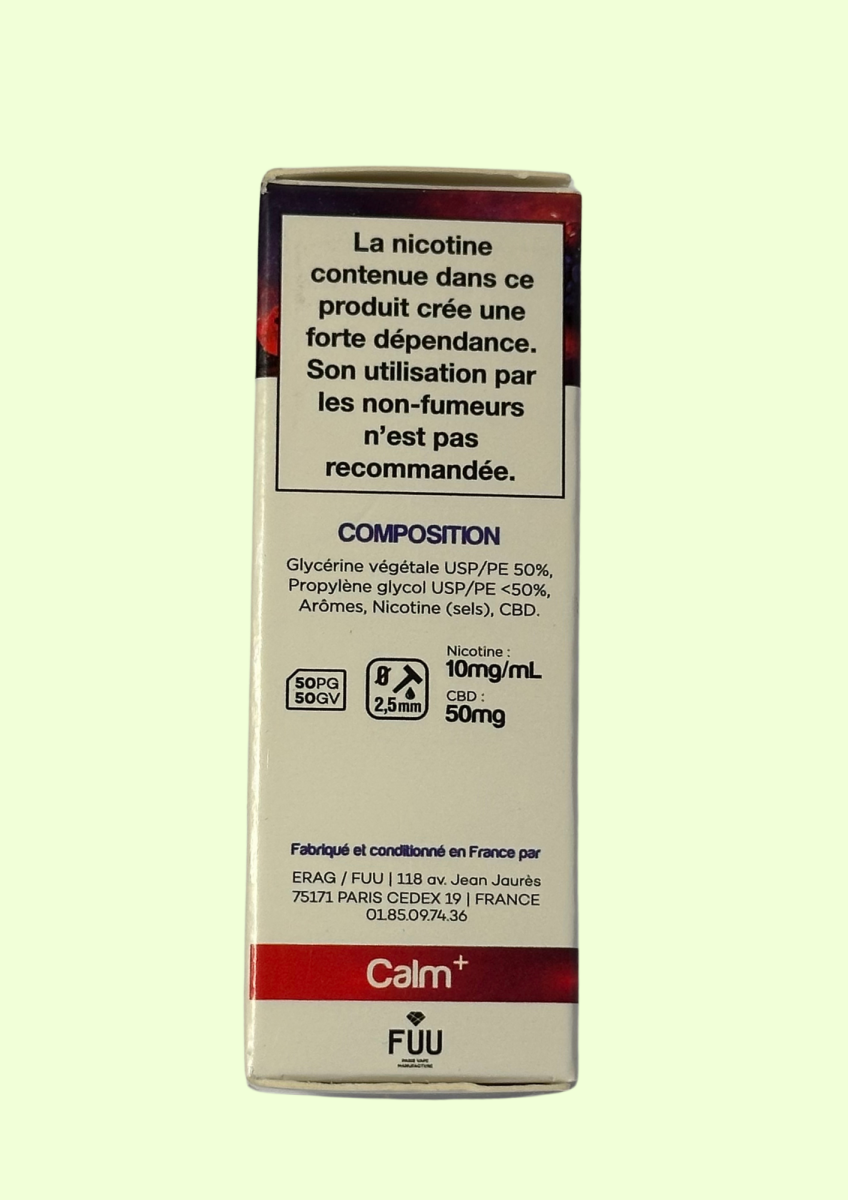 La nicotine
contenue dans ce
produit crée une
forte dépendance.
Son utilisation par
les non-fumeurs
n’est pas
recommandée.
COMPOSITION
Glycérine végétale USP/PE 50%,
Propylène glycol USP/PE <50%,
Arômes, Nicotine (sels), CBD.
50PG
50GV
Ø
2,5mm
Nicotine :
10mg/mL
CBD :
50mg
Fabriqué et conditionné en France par
ERAG / FUU | 118 av. Jean Jaurès
75171 PARIS CEDEX 19 | FRANCE
01.85.09.74.36
Calm+
FUU
PARIS VAPE
MANUFACTURE